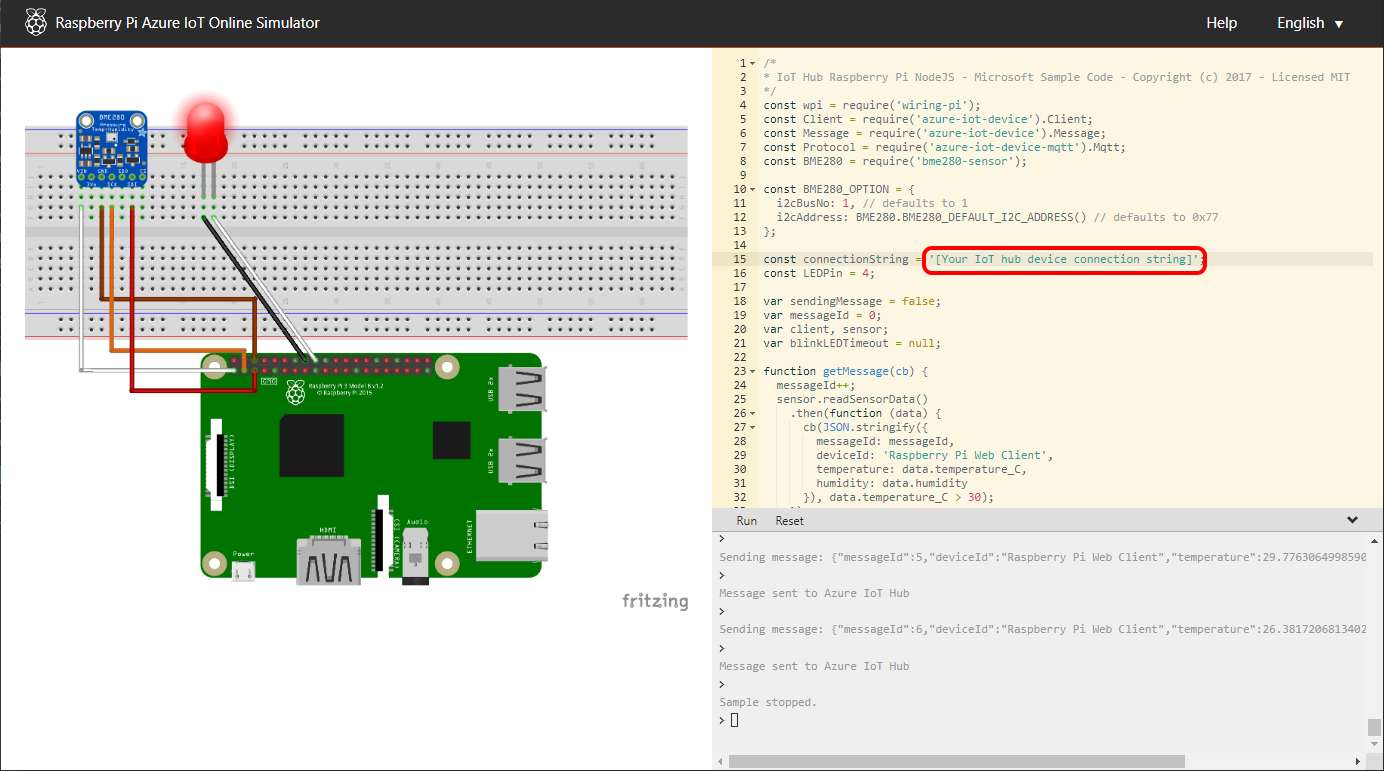 Raspberry Pi Azure IoT Online Simulator
Help
English
BME280
Pressure
Temp+Humidity
VIN GND SDO CS
3Vo SCK SDI
GPIO
Raspberry Pi 3 Model B v1.2
© Raspberry Pi 2015
USB 2x
USB 2x
DSI (DISPLAY)
CSI (CAMERA)
Audio
ETHERNET
HDMI
Power
fritzing
1 /*
2 * IoT Hub Raspberry Pi NodeJS - Microsoft Sample Code - Copyright (c) 2017 - Licensed MIT
3 */
4 const wpi = require('wiring-pi');
5 const Client = require('azure-iot-device').Client;
6 const Message = require('azure-iot-device').Message;
7 const Protocol = require('azure-iot-device-mqtt').Mqtt;
8 const BME280 = require('bme280-sensor');
9
10 const BME280_OPTION = {
11 i2cBusNo: 1, // defaults to 1
12 i2cAddress: BME280.BME280_DEFAULT_I2C_ADDRESS() // defaults to 0x77
13 };
14
15 const connectionString = '[Your IoT hub device connection string]';
16 const LEDPin = 4;
17
18 var sendingMessage = false;
19 var messageId = 0;
20 var client, sensor;
21 var blinkLEDTimeout = null;
22
23 function getMessage(cb) {
24 messageId++;
25 sensor.readSensorData()
26 .then(function (data) {
27 cb(JSON.stringify({
28 messageId: messageId,
29 deviceId: 'Raspberry Pi Web Client',
30 temperature: data.temperature_C,
31 humidity: data.humidity
32 }), data.temperature_C > 30);
Run Reset
>
Sending message: {"messageId":5,"deviceId":"Raspberry Pi Web Client","temperature":29.7763064998590
>
Message sent to Azure IoT Hub
>
Sending message: {"messageId":6,"deviceId":"Raspberry Pi Web Client","temperature":26.3817206813402
>
Message sent to Azure IoT Hub
>
Sample stopped.
>